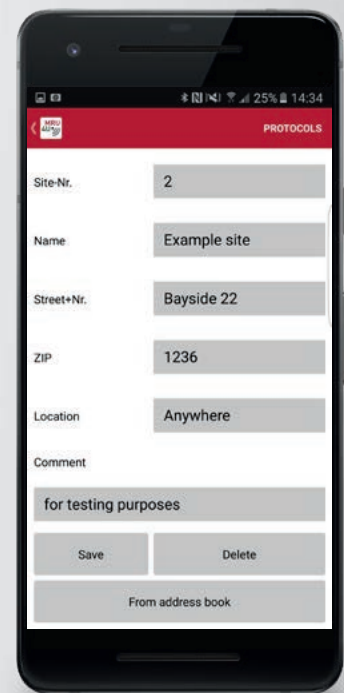 25% 14:34
MRU PROTOCOLS
Site-Nr. 2
Name Example site
Street+Nr. Bayside 22
ZIP 1236
Location Anywhere
Comment
for testing purposes
Save Delete
From address book